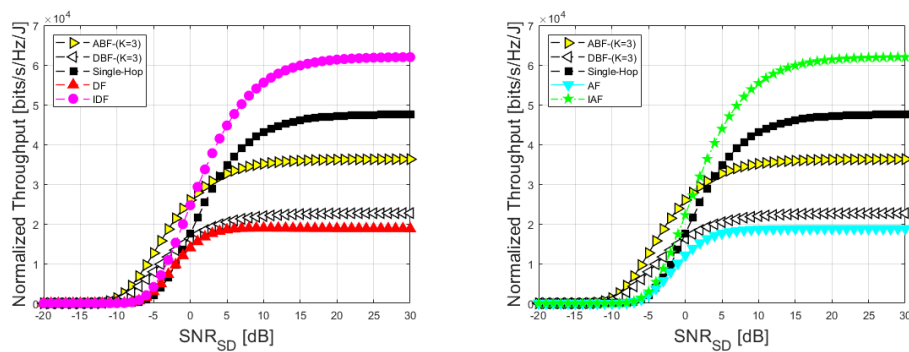 ×10^4
7
6
5
4
3
2
1
0
Normalized Throughput [bits/s/Hz/J]
ABF-(K=3)
DBF-(K=3)
Single-Hop
DF
IDF
-20 -15 -10 -5 0 5 10 15 20 25 30
SNR_SD [dB]
×10^4
7
6
5
4
3
2
1
0
Normalized Throughput [bits/s/Hz/J]
ABF-(K=3)
DBF-(K=3)
Single-Hop
AF
IAF
-20 -15 -10 -5 0 5 10 15 20 25 30
SNR_SD [dB]